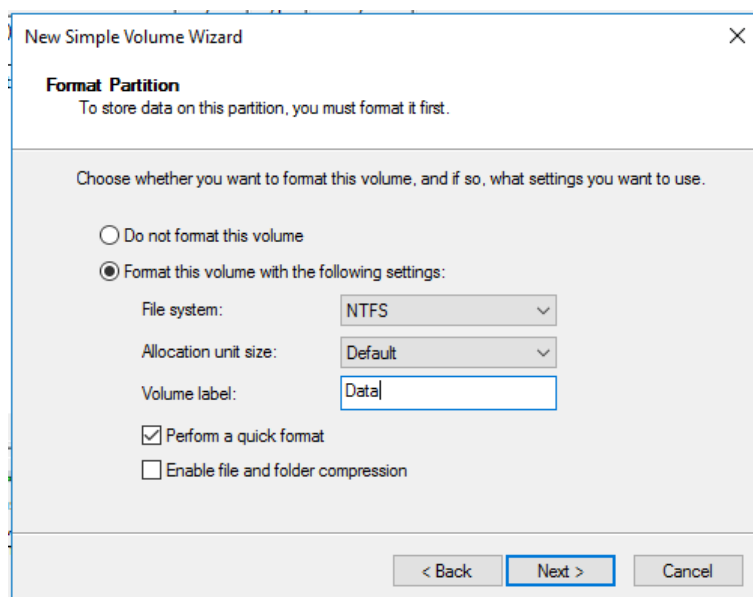 New Simple Volume Wizard
Format Partition
To store data on this partition, you must format it first.
Choose whether you want to format this volume, and if so, what settings you want to use.
Do not format this volume
Format this volume with the following settings:
File system: NTFS
Allocation unit size: Default
Volume label: Data
Perform a quick format
Enable file and folder compression
< Back Next > Cancel